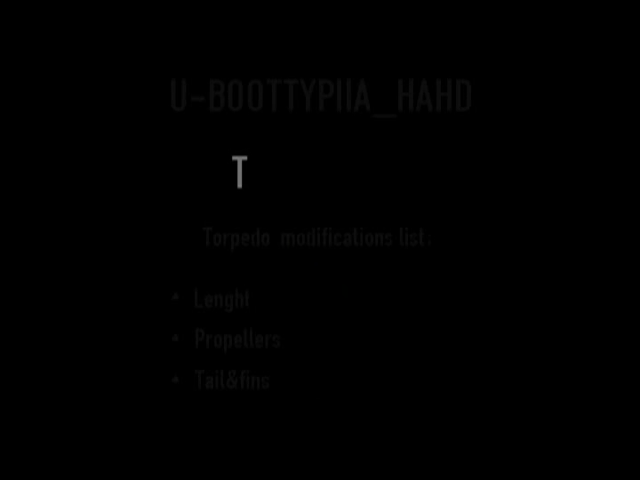 U-BOOTTYPIIA_HAHD
T
Torpedo modifications list:
• Lenght
• Propellers
• Tail&fins